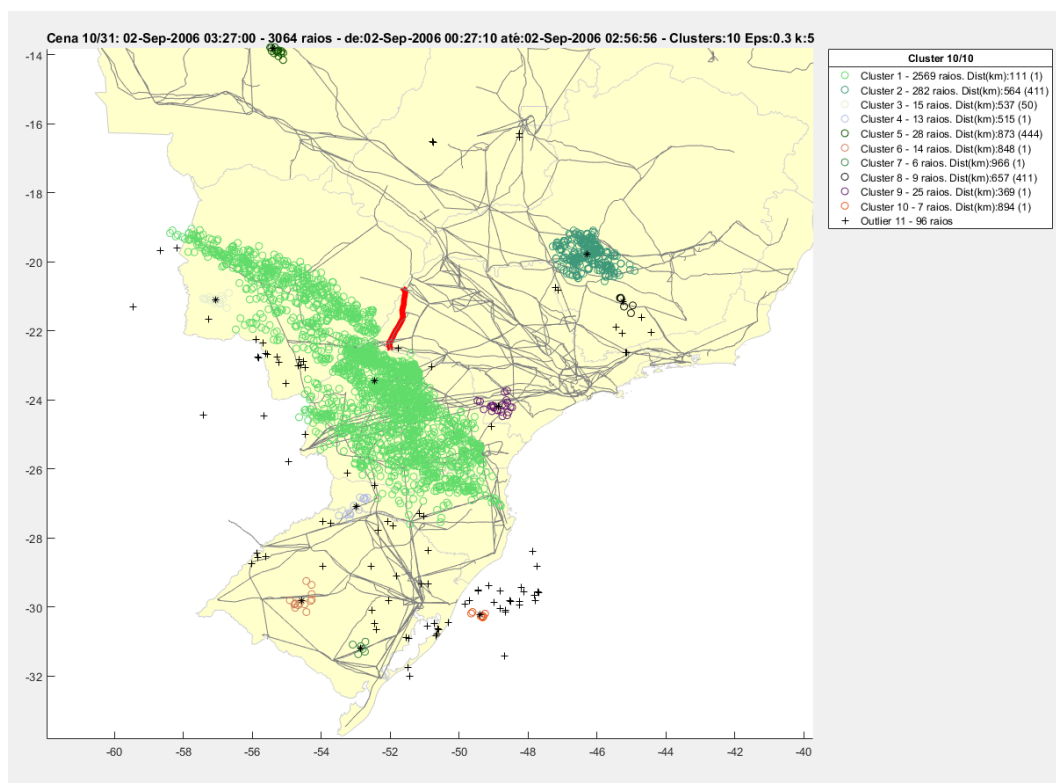 Cena 10/31: 02-Sep-2006 03:27:00 - 3064 raios - de:02-Sep-2006 00:27:10 até:02-Sep-2006 02:56:56 - Clusters:10 Eps:0.3 k:5
Cluster 10/10
Cluster 1 - 2569 raios. Dist(km):111 (1)
Cluster 2 - 282 raios. Dist(km):564 (411)
Cluster 3 - 15 raios. Dist(km):537 (50)
Cluster 4 - 13 raios. Dist(km):515 (1)
Cluster 5 - 28 raios. Dist(km):873 (444)
Cluster 6 - 14 raios. Dist(km):848 (1)
Cluster 7 - 6 raios. Dist(km):966 (1)
Cluster 8 - 9 raios. Dist(km):657 (411)
Cluster 9 - 25 raios. Dist(km):369 (1)
Cluster 10 - 7 raios. Dist(km):894 (1)
Outlier 11 - 96 raios
-14
-16
-18
-20
-22
-24
-26
-28
-30
-32
-60 -58 -56 -54 -52 -50 -48 -46 -44 -42 -40